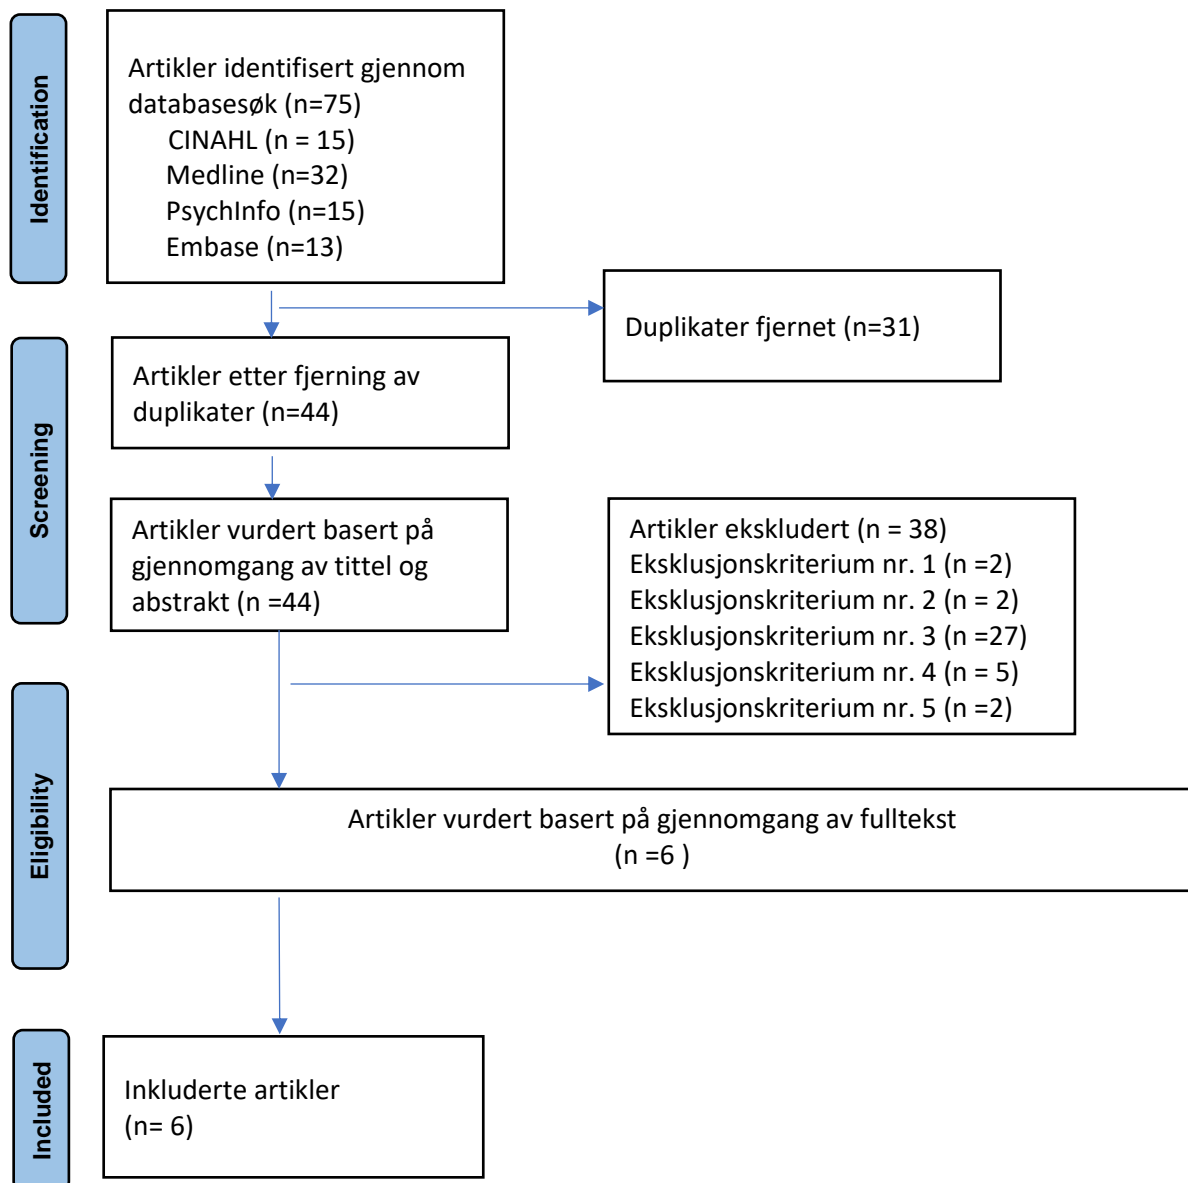 Identification
Artikler identifisert gjennom
databasesøk (n=75)
CINAHL (n = 15)
Medline (n=32)
PsychInfo (n=15)
Embase (n=13)
Duplikater fjernet (n=31)
Screening
Artikler etter fjerning av
duplikater (n=44)
Artikler vurdert basert på
gjennomgang av tittel og
abstrakt (n =44)
Artikler ekskludert (n = 38)
Eksklusjonskriterium nr. 1 (n =2)
Eksklusjonskriterium nr. 2 (n = 2)
Eksklusjonskriterium nr. 3 (n =27)
Eksklusjonskriterium nr. 4 (n = 5)
Eksklusjonskriterium nr. 5 (n =2)
Eligibility
Artikler vurdert basert på gjennomgang av fulltekst
(n =6 )
Included
Inkluderte artikler
(n= 6)